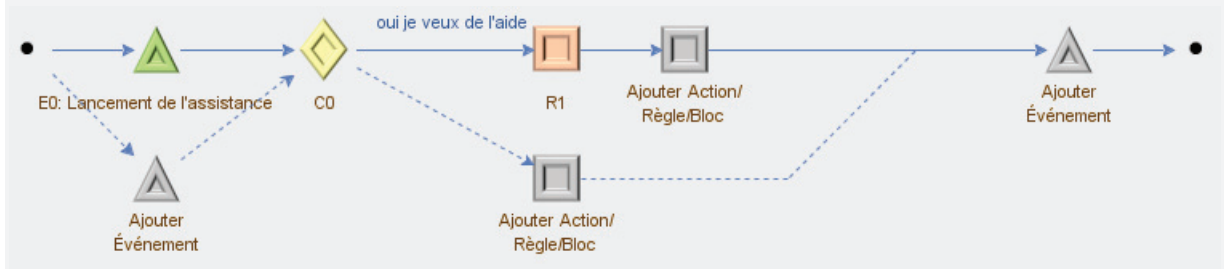 oui je veux de l'aide
E0: Lancement de l'assistance
C0
R1
Ajouter Action/
Règle/Bloc
Ajouter
Événement
Ajouter
Événement
Ajouter Action/
Règle/Bloc